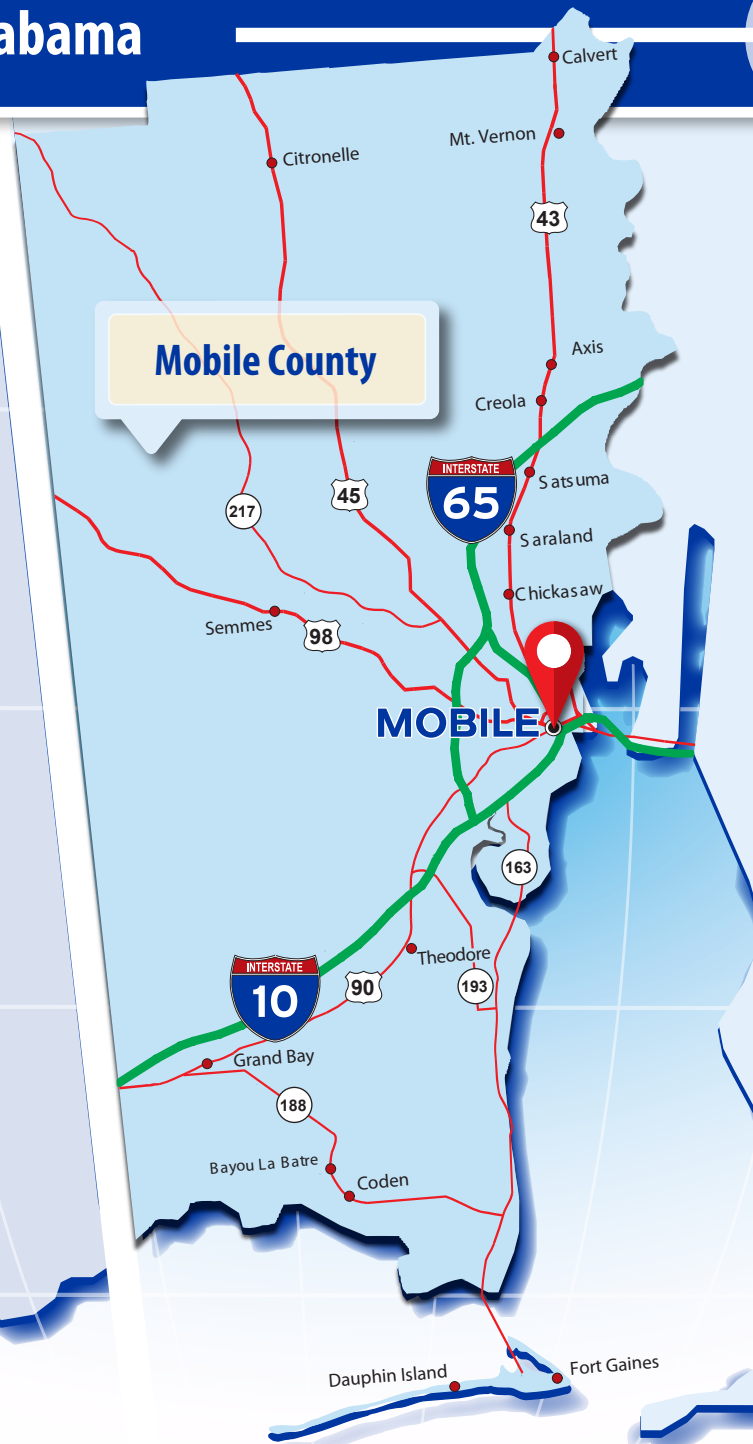 abama
Calvert
Mt. Vernon
Citronelle
43
Mobile County
Axis
Creola
INTERSTATE
65
Satsuma
45
217
Saraland
Chickasaw
Semmes
98
MOBILE
163
Theodore
INTERSTATE
10
90
193
Grand Bay
188
Bayou La Batre
Coden
Dauphin Island
Fort Gaines